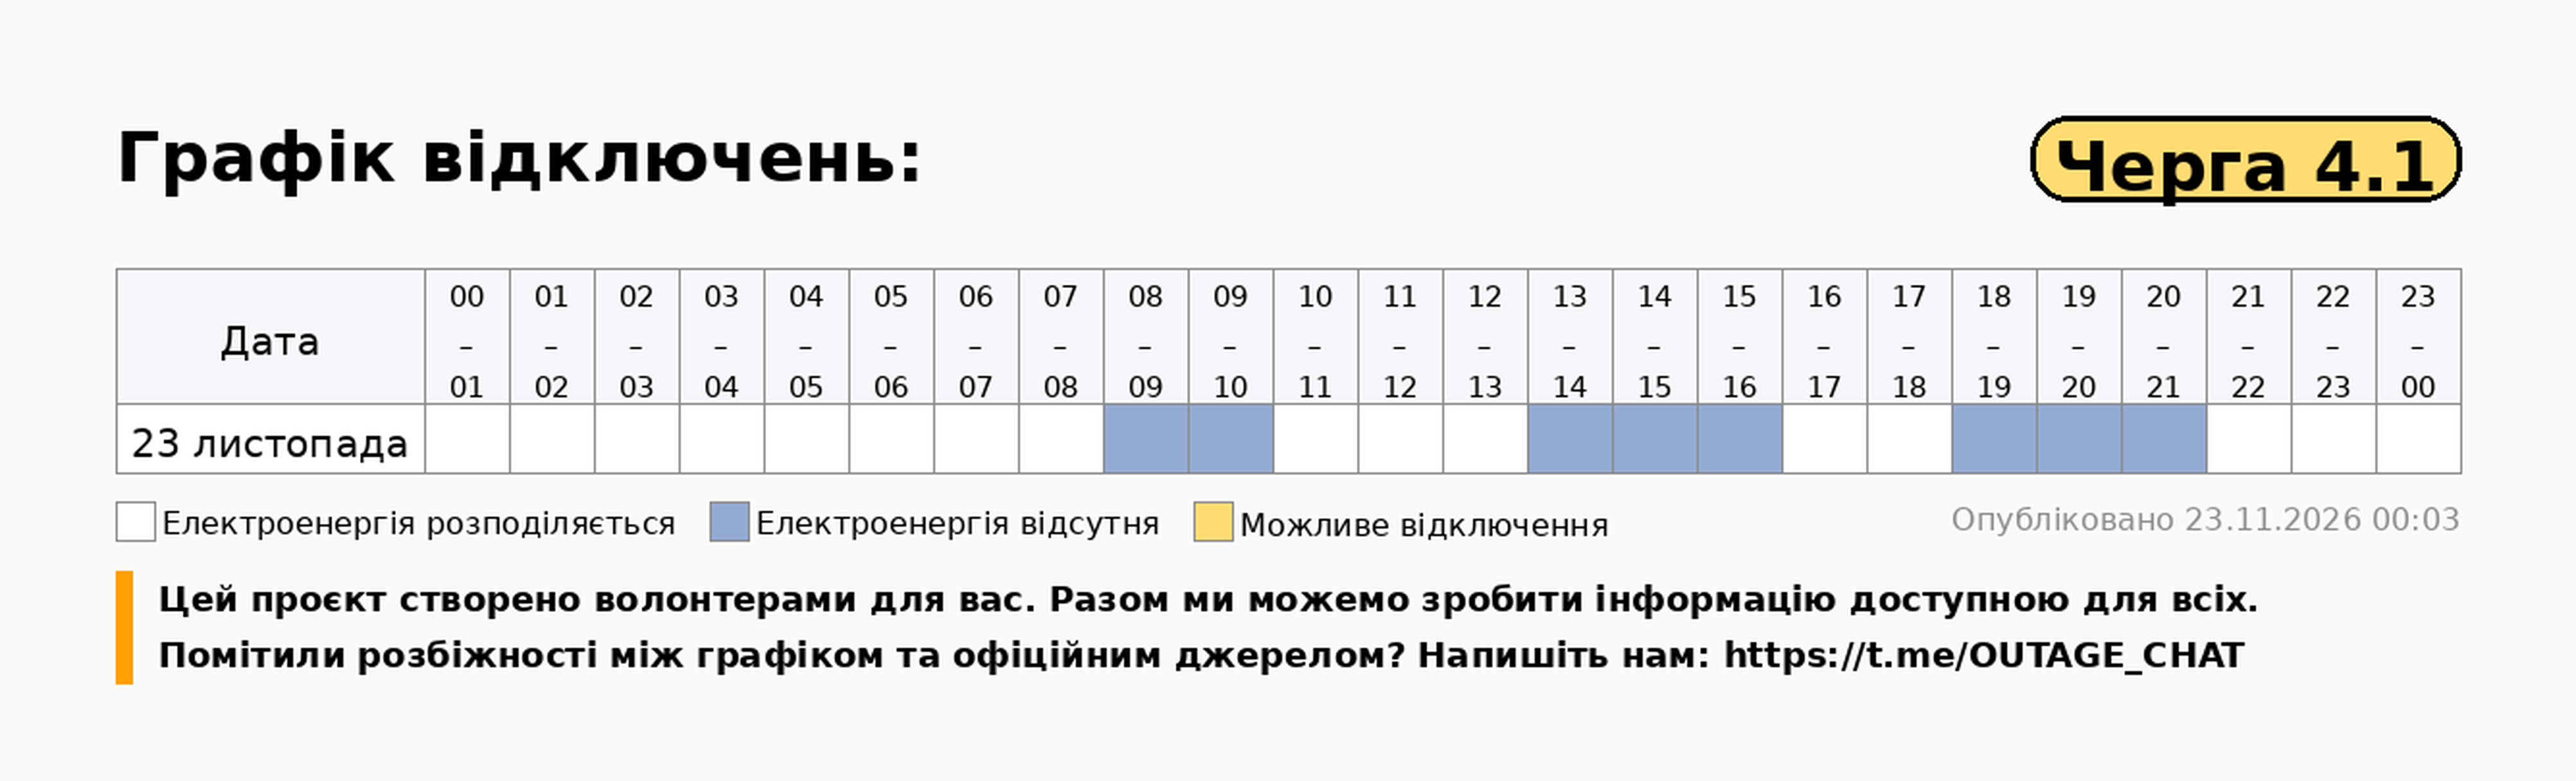 Графік відключень:
Черга 4.1
Дата
00 – 01
01 – 02
02 – 03
03 – 04
04 – 05
05 – 06
06 – 07
07 – 08
08 – 09
09 – 10
10 – 11
11 – 12
12 – 13
13 – 14
14 – 15
15 – 16
16 – 17
17 – 18
18 – 19
19 – 20
20 – 21
21 – 22
22 – 23
23 – 00
23 листопада
Електроенергія розподіляється
Електроенергія відсутня
Можливе відключення
Опубліковано 23.11.2026 00:03
Цей проєкт створено волонтерами для вас. Разом ми можемо зробити інформацію доступною для всіх.
Помітили розбіжності між графіком та офіційним джерелом? Напишіть нам: https://t.me/OUTAGE_CHAT